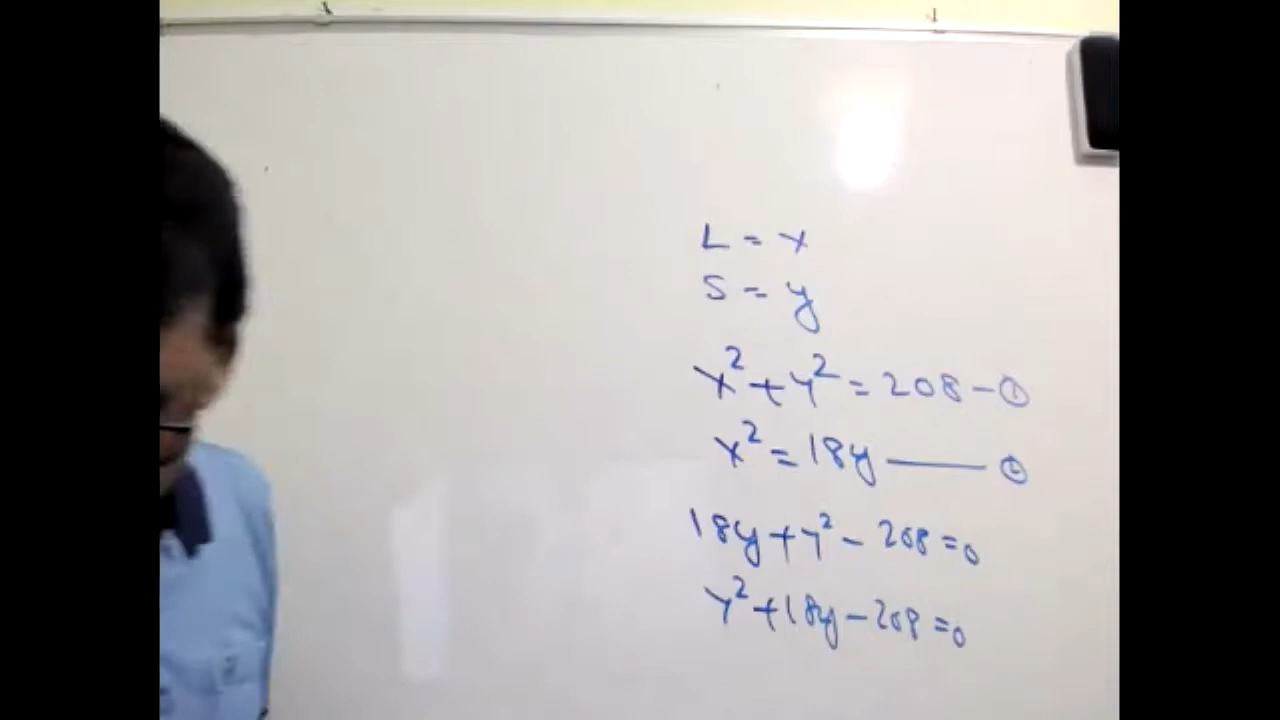 L = x
S = y
x² + y² = 208 - ①
x² = 18y —— ②
18y + y² - 208 = 0
y² + 18y - 208 = 0